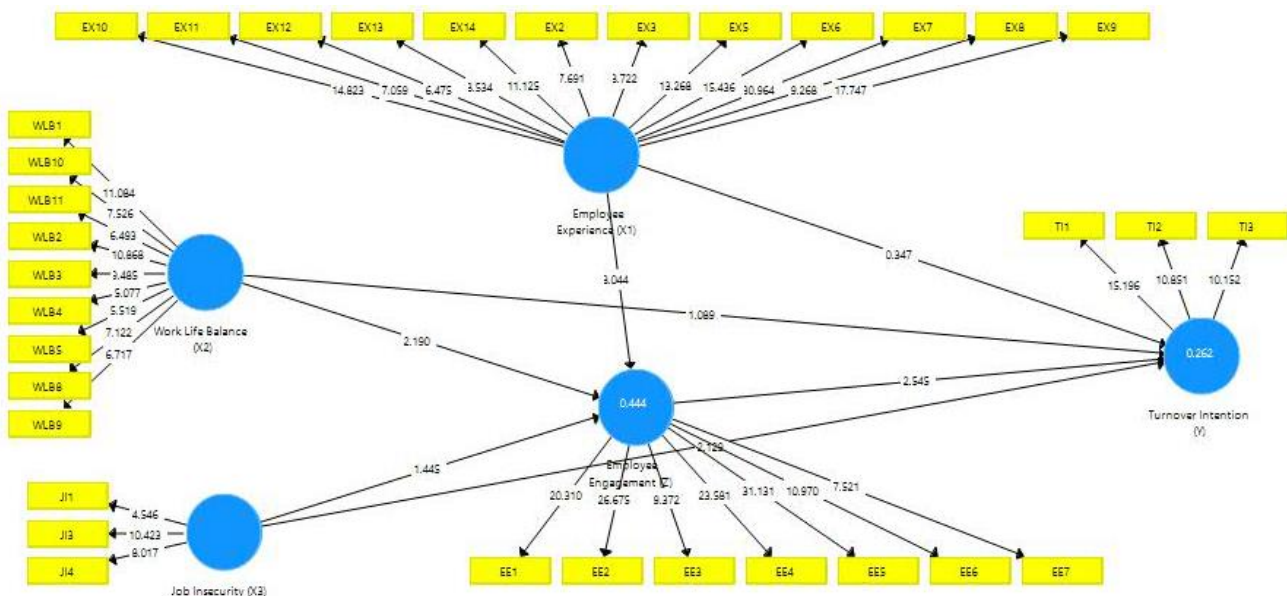 EX10 EX11 EX12 EX13 EX14 EX2 EX3 EX5 EX6 EX7 EX8 EX9
14.823 7.059 6.475 3.534 11.125 7.691 3.722 13.268 15.436 30.964 9.268 17.747
WLB1
WLB10
WLB11
WLB2
WLB3
WLB4
WLB5
WLB8
WLB9
11.084
7.526
6.493
10.868
3.485
5.077
5.519
7.122
6.717
Work Life Balance
(X2)
Employee
Experience (X1)
0.347
3.044
1.089
2.190
TI1 TI2 TI3
15.196 10.851 10.152
0.262
Turnover Intention
(Y)
0.444
2.545
Employee
Engagement (Z)
1.445
2.129
JI1
JI3
JI4
4.546
10.423
8.017
Job Insecurity (X3)
20.310 26.675 9.372 23.581 31.131 10.970 7.521
EE1 EE2 EE3 EE4 EE5 EE6 EE7